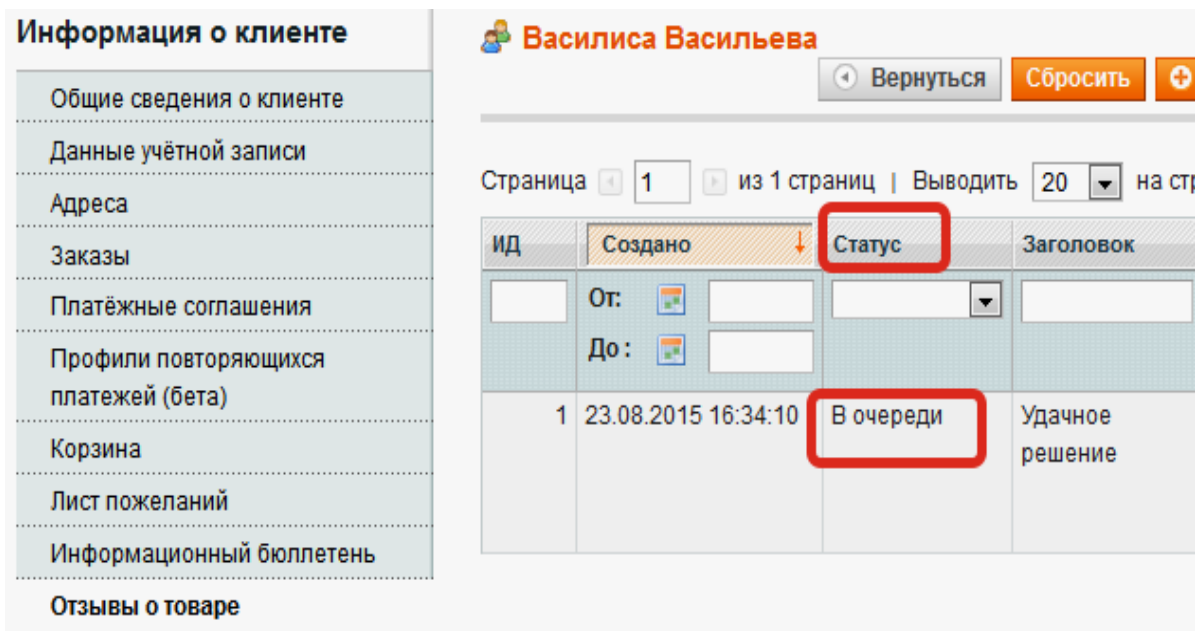 Информация о клиенте
Общие сведения о клиенте
Данные учётной записи
Адреса
Заказы
Платёжные соглашения
Профили повторяющихся
платежей (бета)
Корзина
Лист пожеланий
Информационный бюллетень
Отзывы о товаре
Василиса Васильева
Вернуться Сбросить
Страница 1 из 1 страниц | Выводить 20 на стр
ИД Создано Статус Заголовок
От:
До :
1 23.08.2015 16:34:10 В очереди Удачное
решение